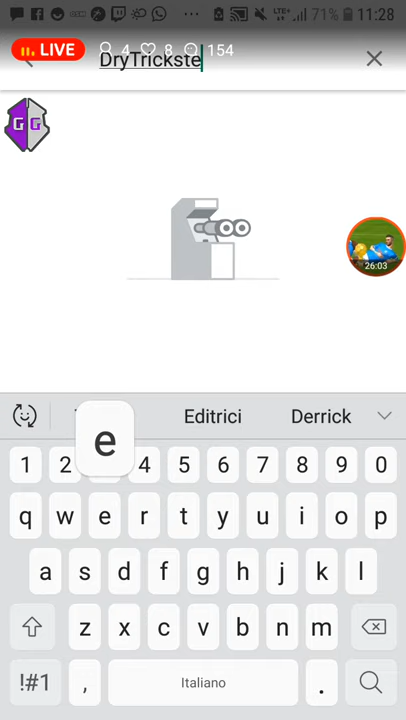 71% 11:28
LIVE 4 8 154
DryTrickste
GG
26:03
Editrici Derrick
e
1 2 4 5 6 7 8 9 0
q w e r t y u i o p
a s d f g h j k l
z x c v b n m
!#1 , Italiano .